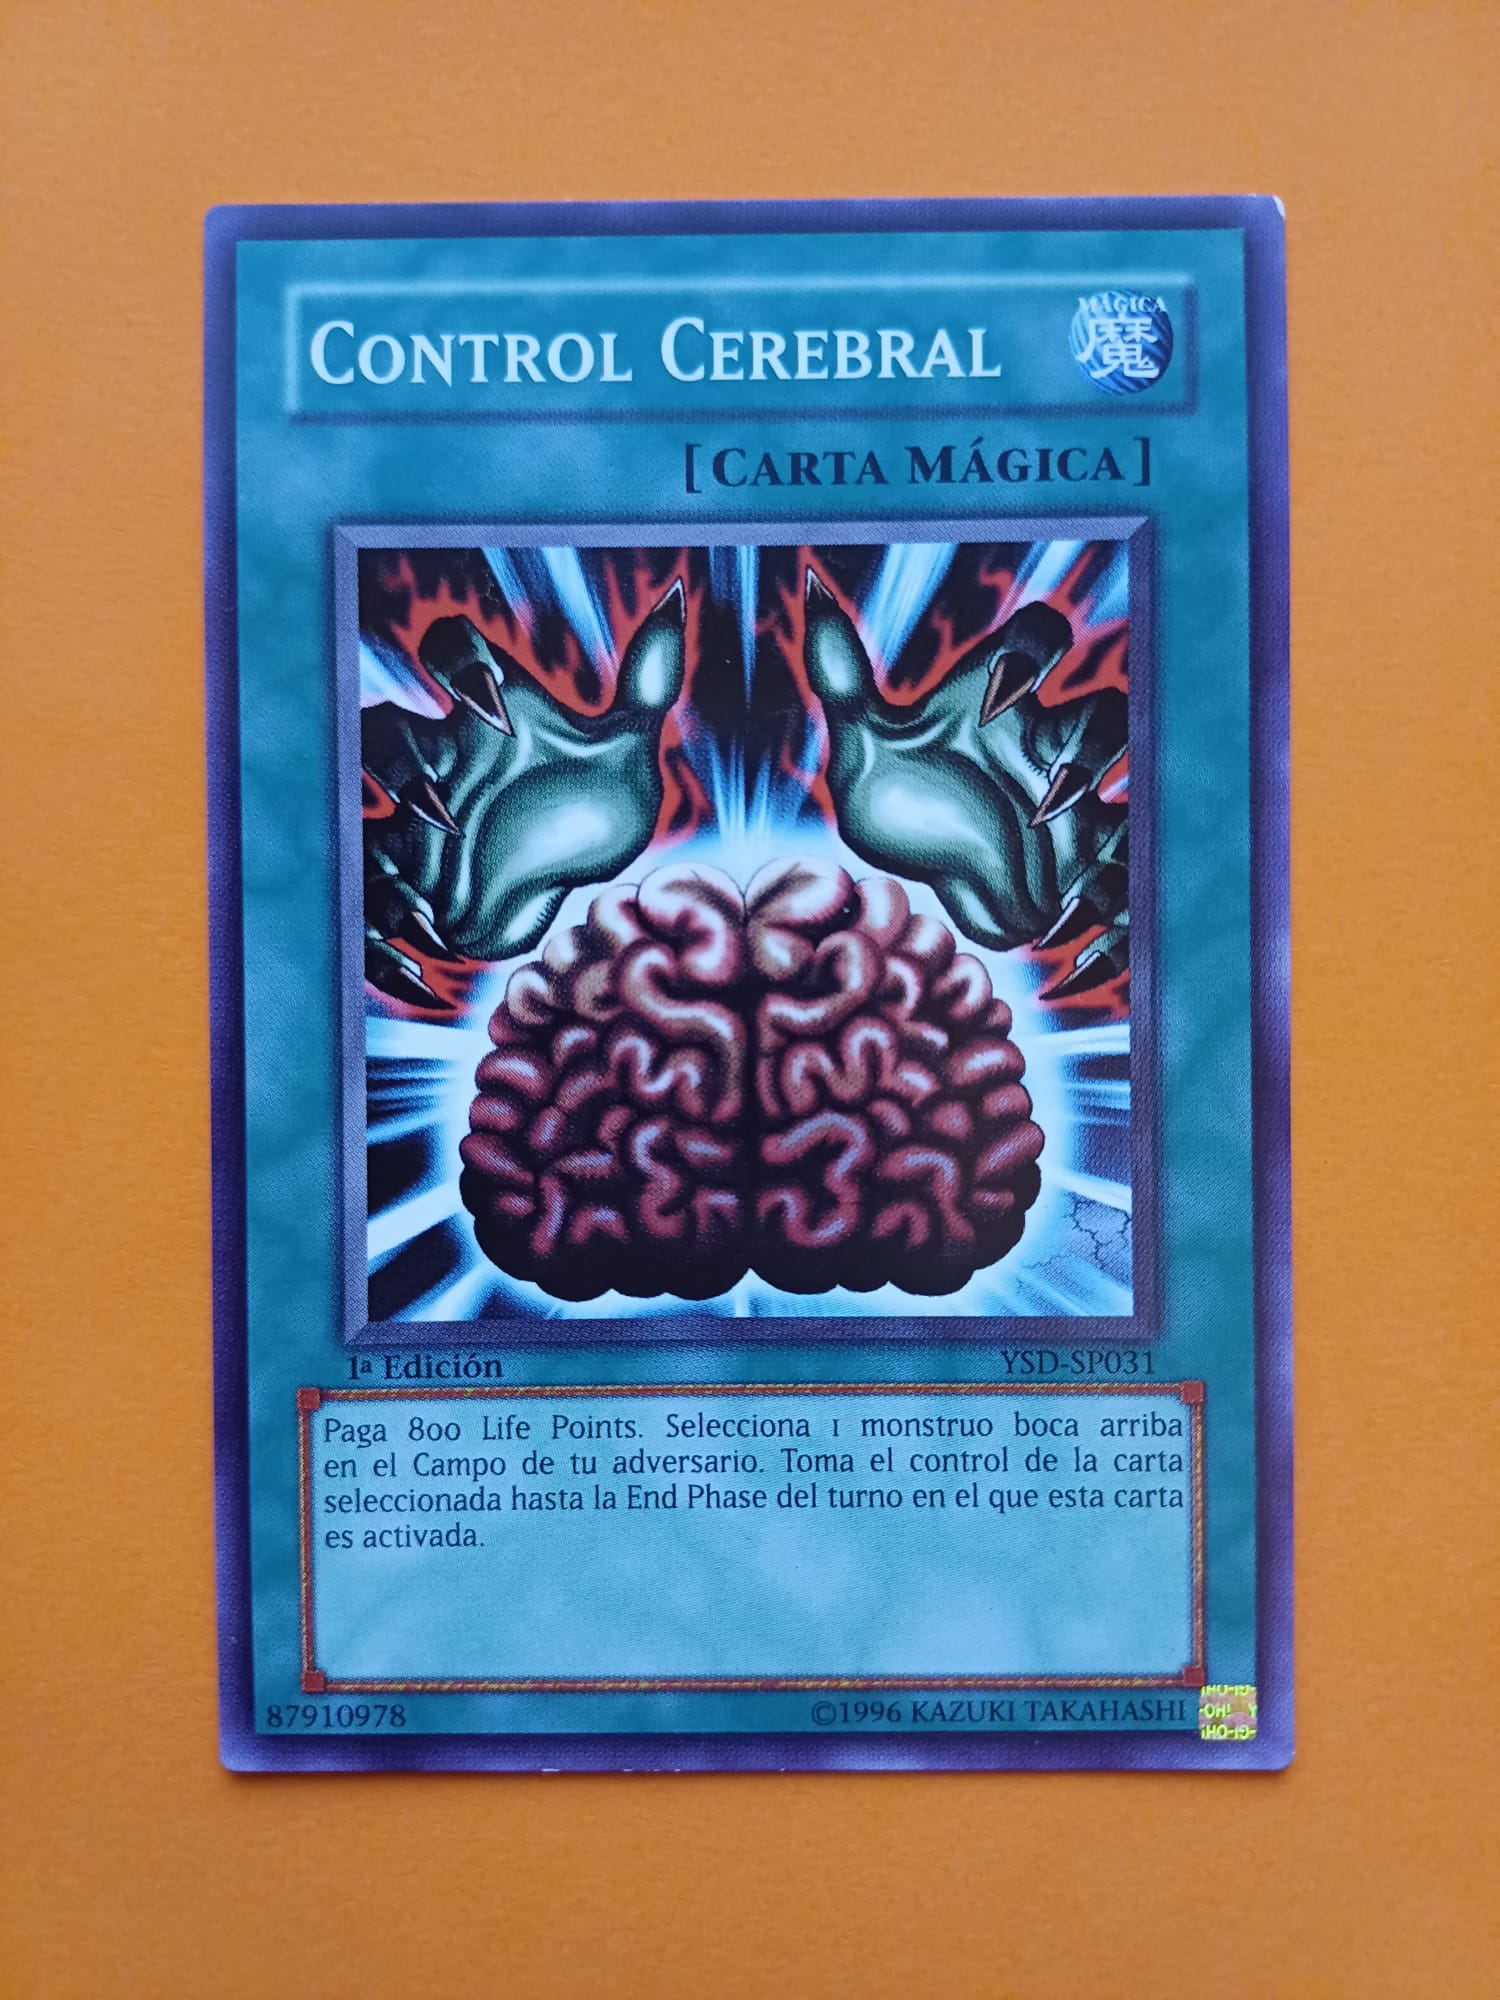 CONTROL CEREBRAL
MÁGICA
魔
[CARTA MÁGICA]
1ª Edición
YSD-SP031
Paga 800 Life Points. Selecciona 1 monstruo boca arriba
en el Campo de tu adversario. Toma el control de la carta
seleccionada hasta la End Phase del turno en el que esta carta
es activada.
87910978
©1996 KAZUKI TAKAHASHI